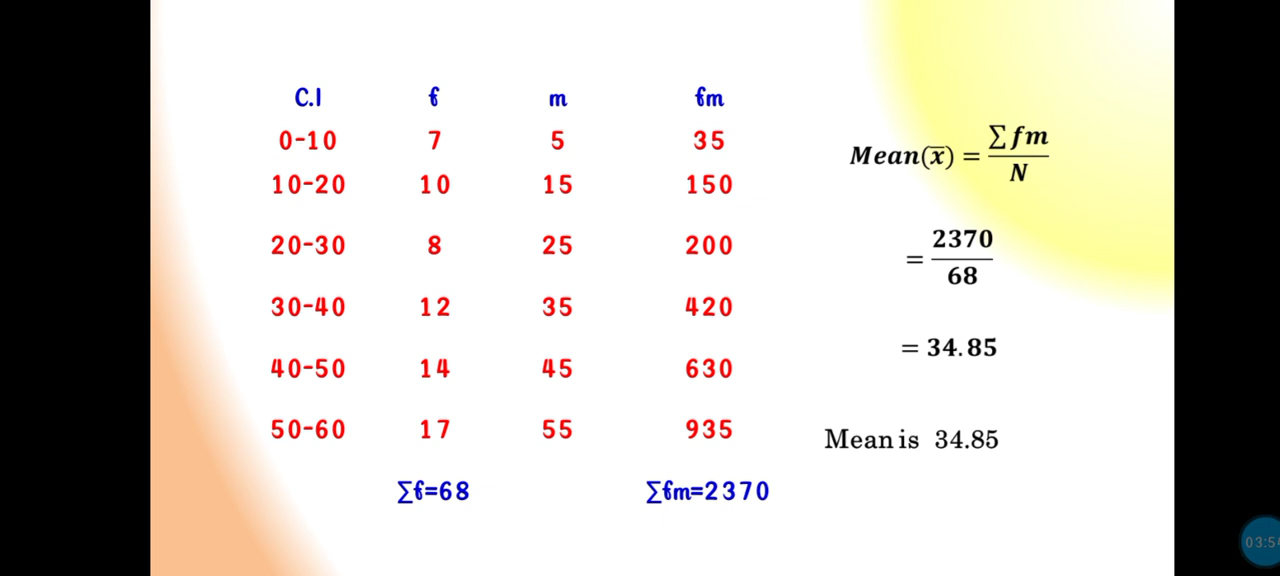 C.I f m fm
0-10 7 5 35
10-20 10 15 150
20-30 8 25 200
30-40 12 35 420
40-50 14 45 630
50-60 17 55 935
∑f=68 ∑fm=2370
Mean(x̅) = ∑fm / N
= 2370 / 68
= 34.85
Mean is 34.85